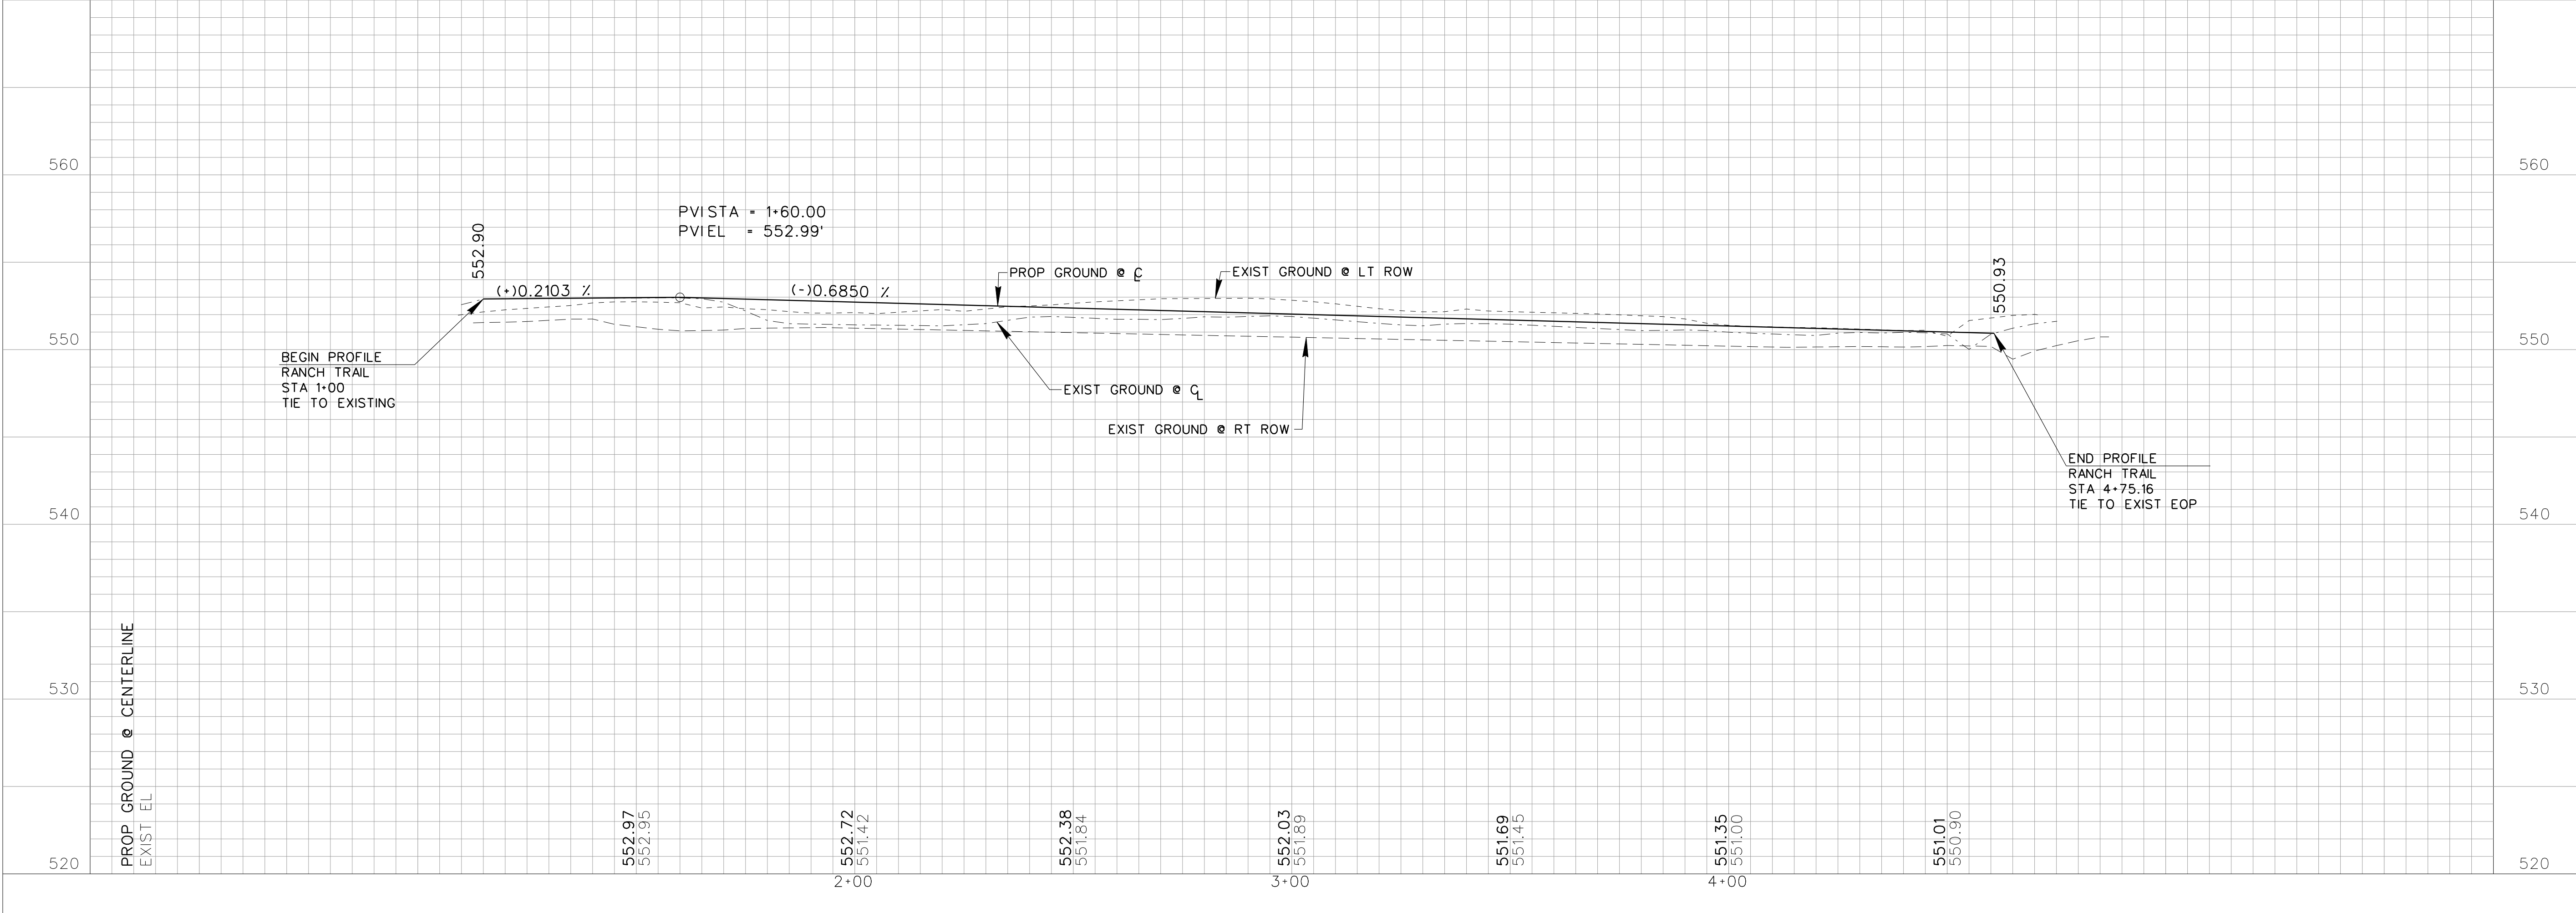 560
560
PVISTA = 1+60.00
PVIEL = 552.99'
552.90
(+)0.2103 %
(-)0.6850 %
PROP GROUND @ CL
EXIST GROUND @ LT ROW
550.93
550
550
BEGIN PROFILE
RANCH TRAIL
STA 1+00
TIE TO EXISTING
EXIST GROUND @ CL
EXIST GROUND @ RT ROW
END PROFILE
RANCH TRAIL
STA 4+75.16
TIE TO EXIST EOP
540
540
530
530
PROP GROUND @ CENTERLINE
EXIST EL
552.97
552.95
552.72
551.42
552.38
551.84
552.03
551.89
551.69
551.45
551.35
551.00
551.01
550.90
520
520
2+00
3+00
4+00